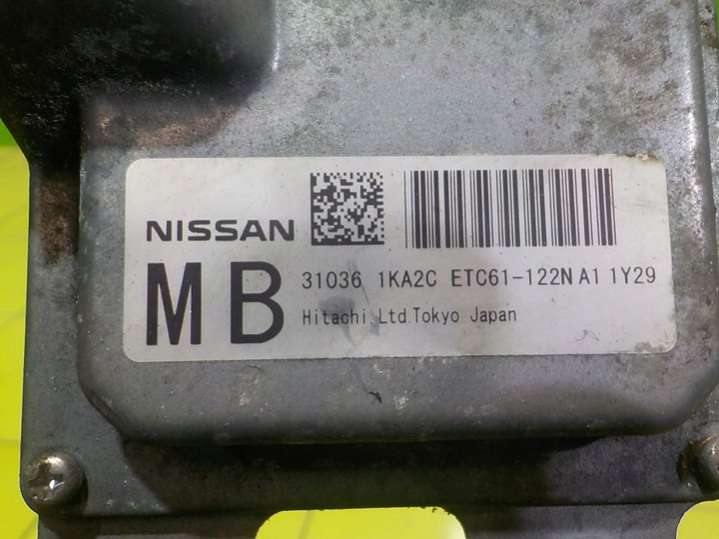 NISSAN
MB
31036 1KA2C ETC61-122N A1 1Y29
Hitachi, Ltd. Tokyo Japan